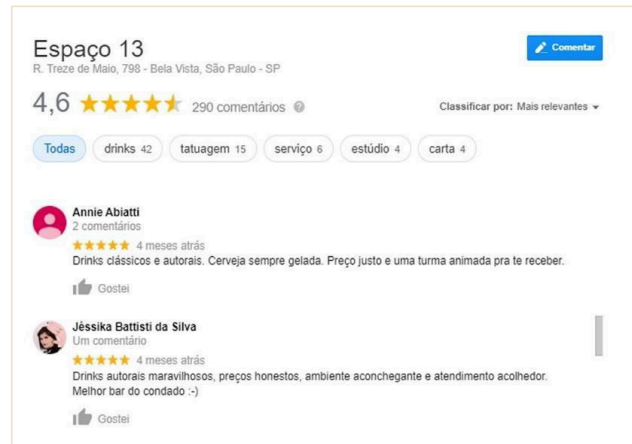 Espaço 13
Comentar
R. Treze de Maio, 798 - Bela Vista, São Paulo - SP
4,6 290 comentários
Classificar por: Mais relevantes
Todas drinks 42 tatuagem 15 serviço 6 estúdio 4 carta 4
Annie Abiatti
2 comentários
4 meses atrás
Drinks clássicos e autorais. Cerveja sempre gelada. Preço justo e uma turma animada pra te receber.
Gostei
Jéssika Battisti da Silva
Um comentário
4 meses atrás
Drinks autorais maravilhosos, preços honestos, ambiente aconchegante e atendimento acolhedor.
Melhor bar do condado :-)
Gostei